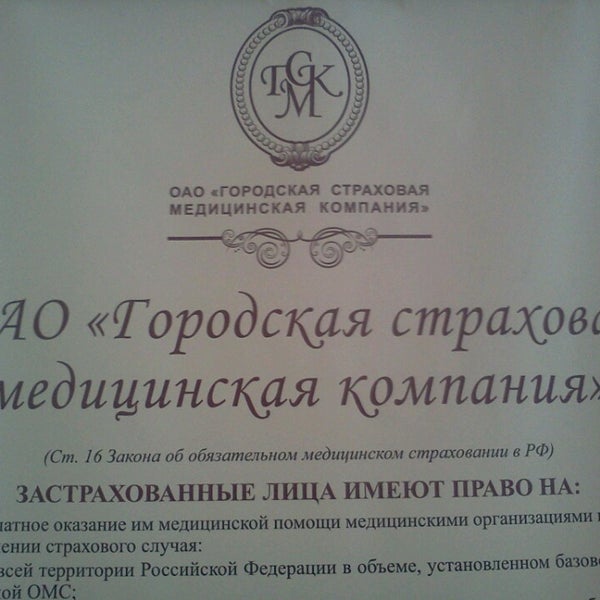 ГСКМ
ОАО «ГОРОДСКАЯ СТРАХОВАЯ
МЕДИЦИНСКАЯ КОМПАНИЯ»
АО «Городская страхова
медицинская компания»
(Ст. 16 Закона об обязательном медицинском страховании в РФ)
ЗАСТРАХОВАННЫЕ ЛИЦА ИМЕЮТ ПРАВО НА:
латное оказание им медицинской помощи медицинскими организациями
ении страхового случая:
всей территории Российской Федерации в объеме, установленном базово
ой ОМС;